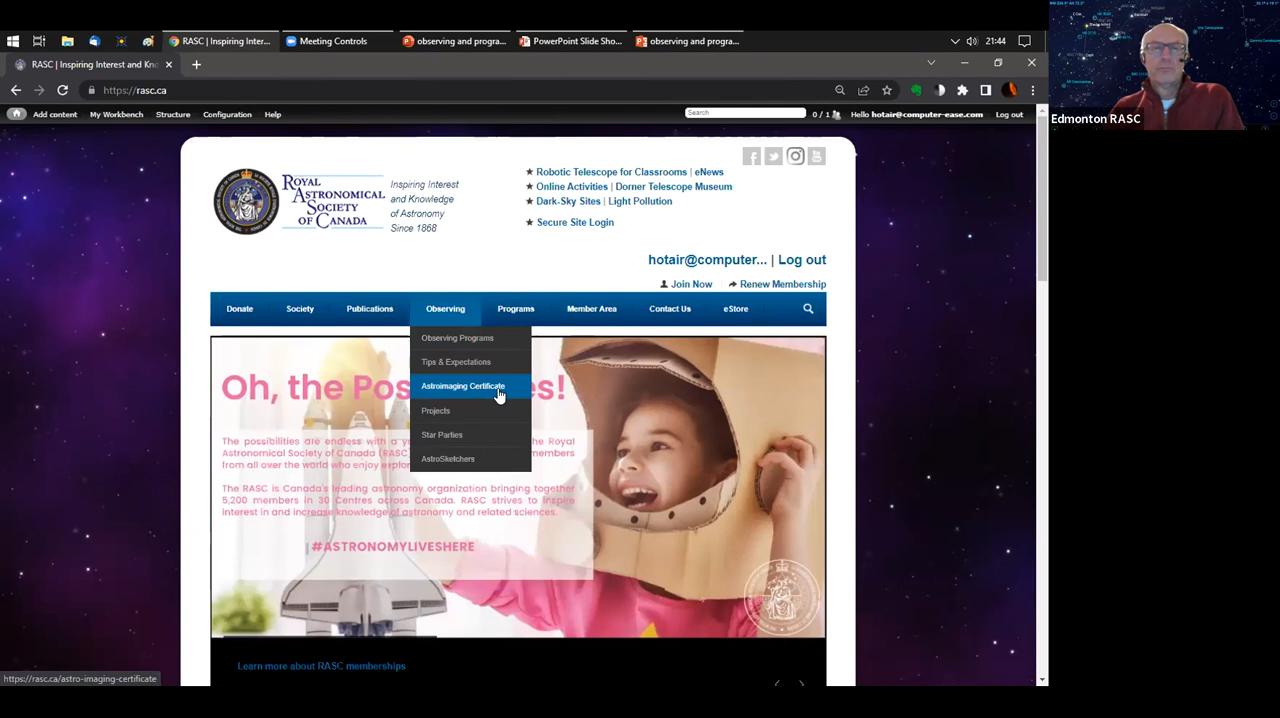 RASC | Inspiring Inter...
Meeting Controls
observing and progra...
PowerPoint Slide Sho...
observing and progra...
21:44
RASC | Inspiring Interest and Kno
https://rasc.ca
Add content
My Workbench
Structure
Configuration
Help
Search
0 / 1
Hello hotair@computer-ease.com
Log out
Edmonton RASC
ROYAL
ASTRONOMICAL
SOCIETY
OF CANADA
Inspiring Interest
and Knowledge
of Astronomy
Since 1868
★ Robotic Telescope for Classrooms | eNews
★ Online Activities | Dorner Telescope Museum
★ Dark-Sky Sites | Light Pollution
★ Secure Site Login
hotair@computer... | Log out
Join Now
Renew Membership
Donate
Society
Publications
Observing
Programs
Member Area
Contact Us
eStore
Observing Programs
Tips & Expectations
Astroimaging Certificate
Projects
Star Parties
AstroSketchers
Oh, the Pos es!
The possibilities are endless with a y the Royal
Astronomical Society of Canada (RASC members
from all over the world who enjoy explor
The RASC is Canada's leading astronomy organization bringing together
5,200 members in 30 Centres across Canada. RASC strives to inspire
interest in and increase knowledge of astronomy and related sciences.
#ASTRONOMYLIVESHERE
Learn more about RASC memberships
https://rasc.ca/astro-imaging-certificate